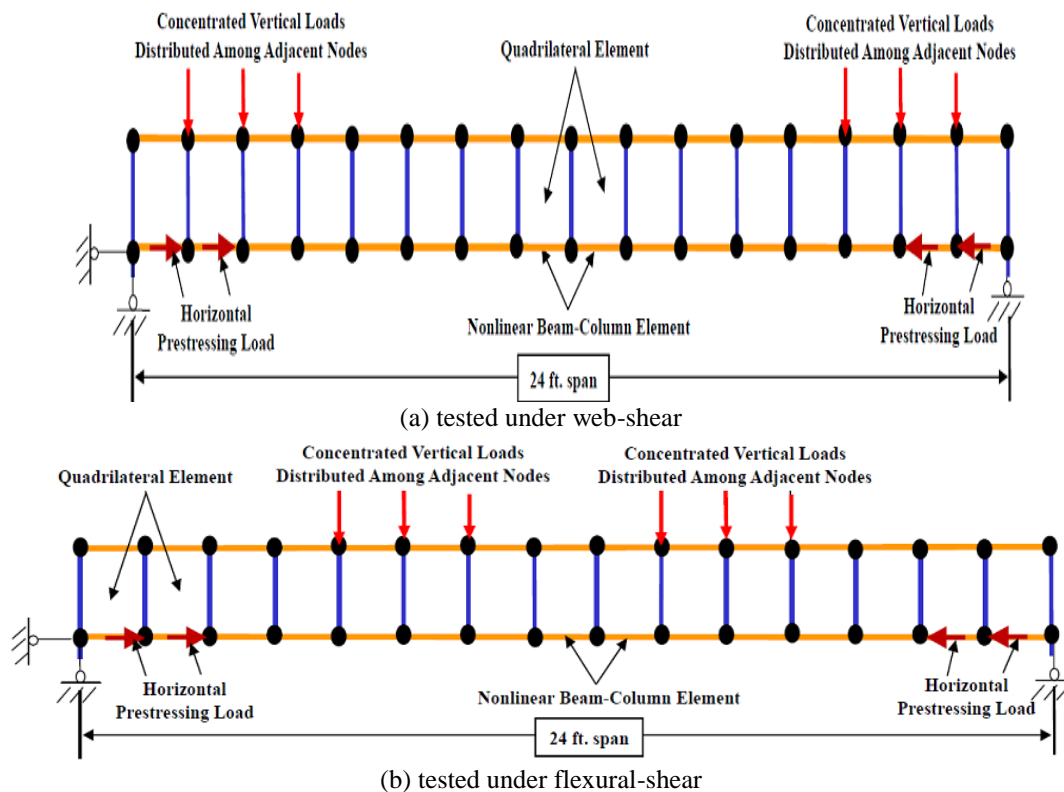 Concentrated Vertical Loads
Distributed Among Adjacent Nodes
Quadrilateral Element
Concentrated Vertical Loads
Distributed Among Adjacent Nodes
Horizontal
Prestressing Load
Nonlinear Beam-Column Element
Horizontal
Prestressing Load
24 ft. span
(a) tested under web-shear
Quadrilateral Element
Concentrated Vertical Loads
Distributed Among Adjacent Nodes
Concentrated Vertical Loads
Distributed Among Adjacent Nodes
Horizontal
Prestressing Load
Nonlinear Beam-Column Element
Horizontal
Prestressing Load
24 ft. span
(b) tested under flexural-shear